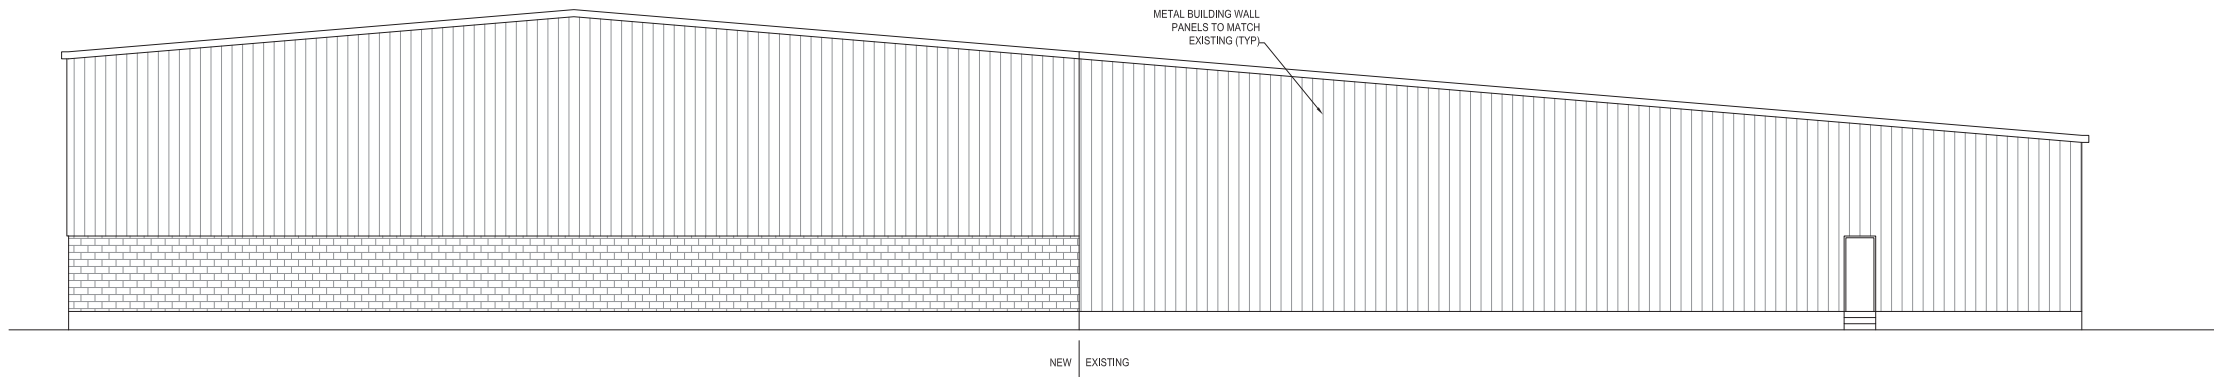 METAL BUILDING WALL
PANELS TO MATCH
EXISTING (TYP)
NEW
EXISTING